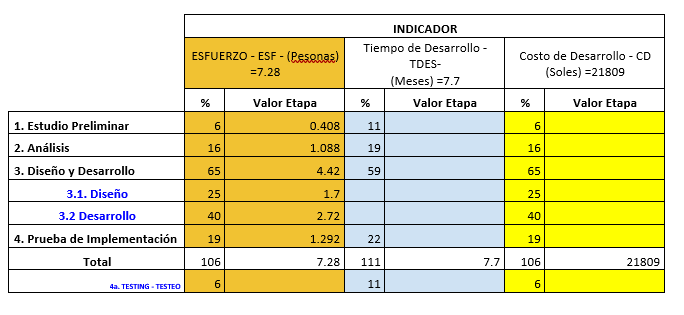 INDICADOR
ESFUERZO - ESF - (Pesonas)
=7.28
Tiempo de Desarrollo -
TDES-
(Meses) =7.7
Costo de Desarrollo - CD
(Soles) =21809
% Valor Etapa % Valor Etapa % Valor Etapa
1. Estudio Preliminar 6 0.408 11 6
2. Análisis 16 1.088 19 16
3. Diseño y Desarrollo 65 4.42 59 65
3.1. Diseño 25 1.7 25
3.2 Desarrollo 40 2.72 40
4. Prueba de Implementación 19 1.292 22 19
Total 106 7.28 111 7.7 106 21809
4a. TESTING - TESTEO 6 11 6